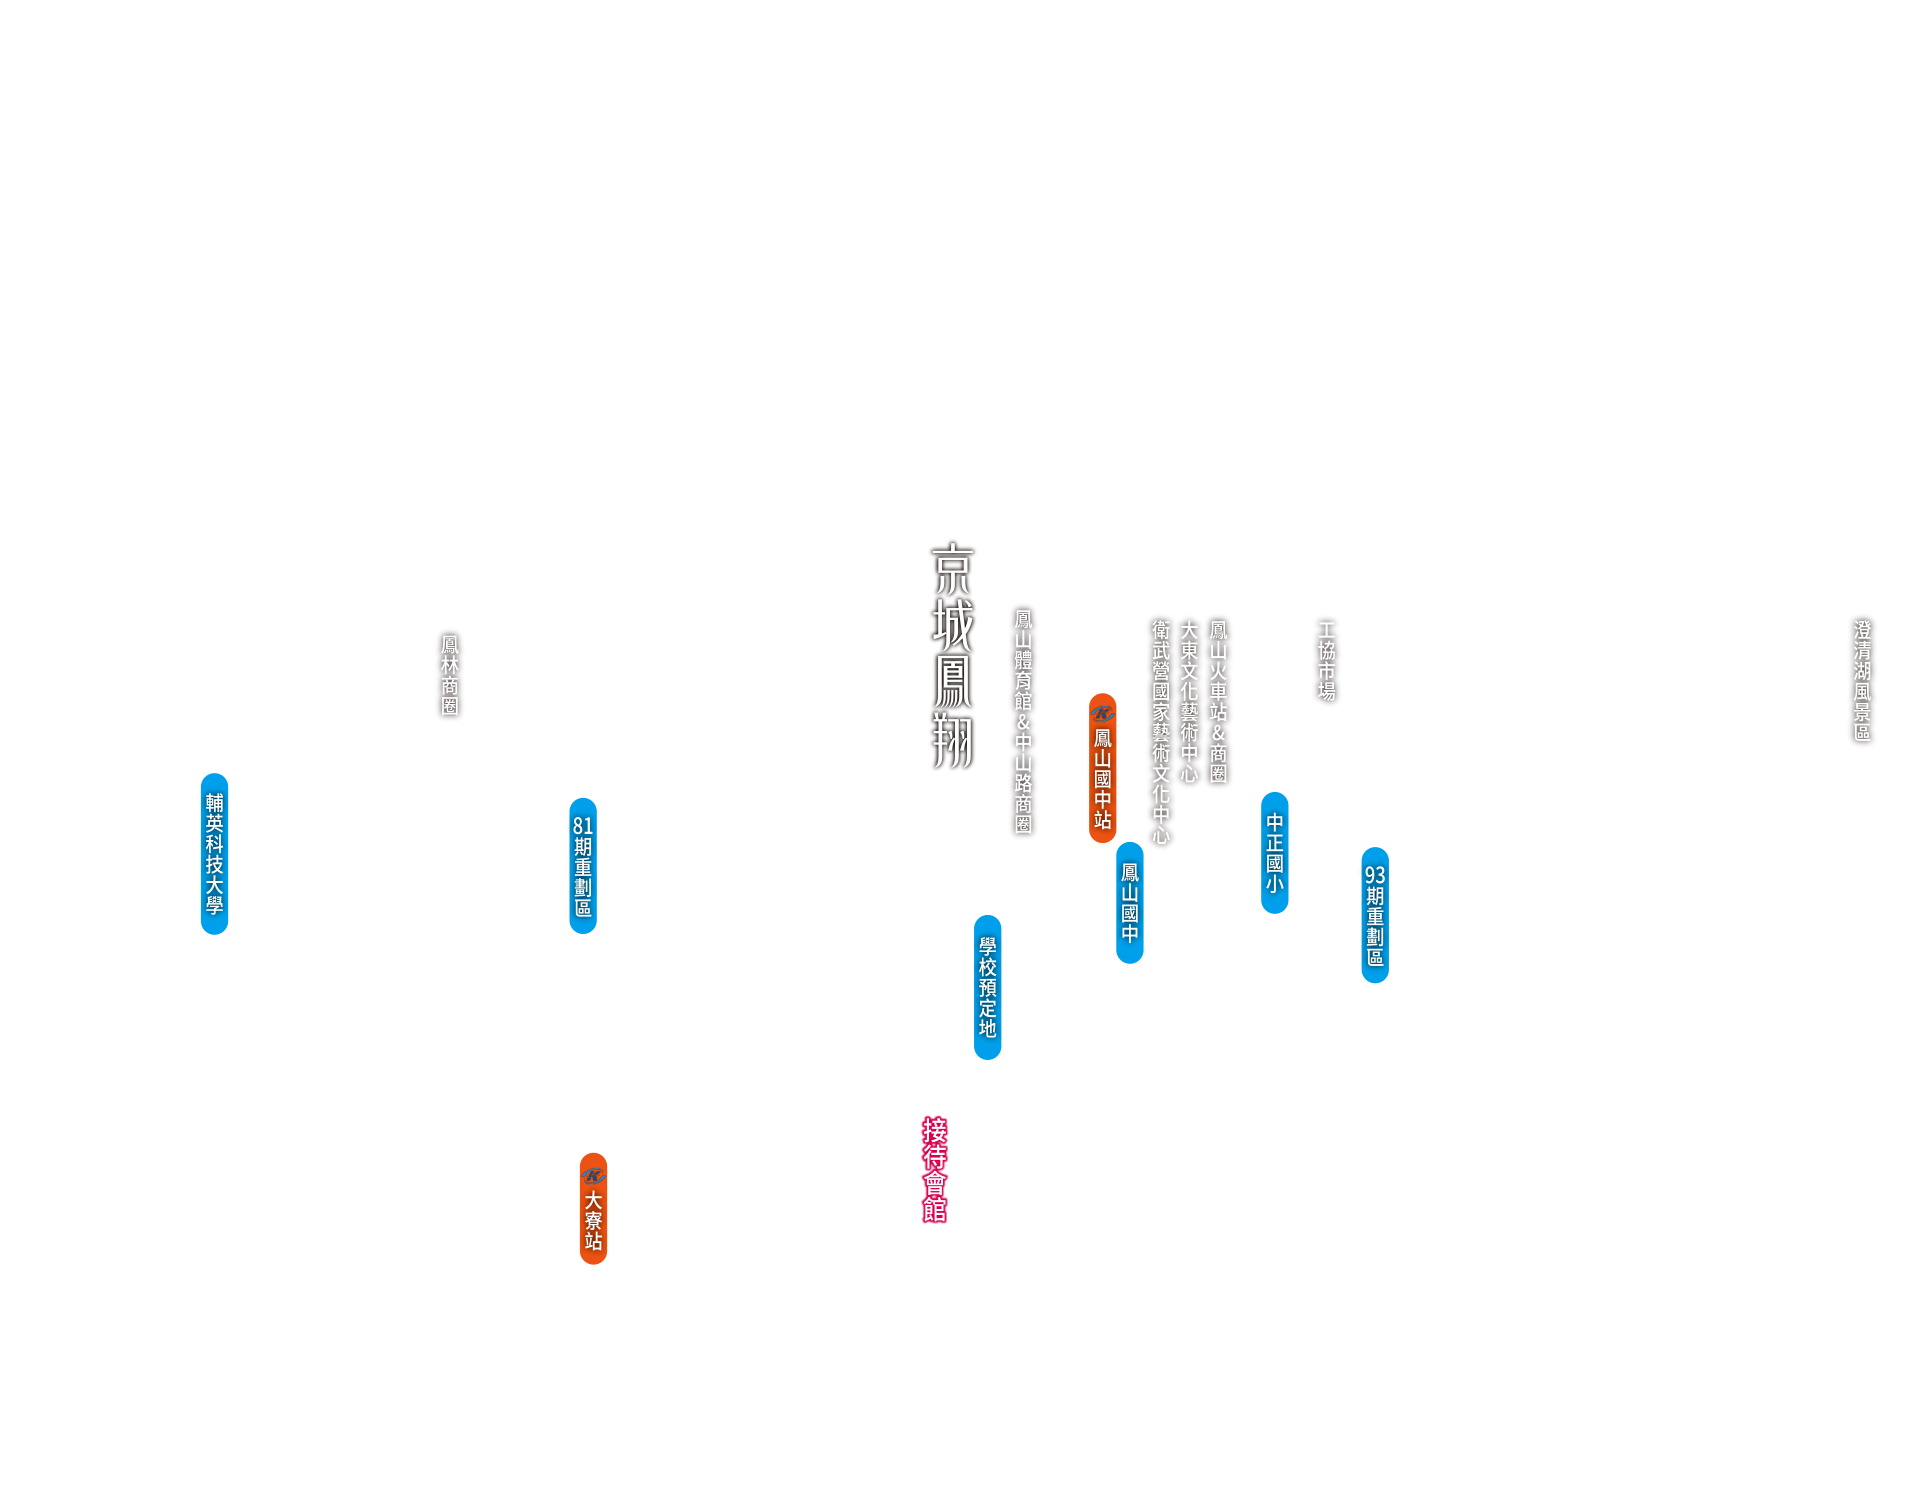 輔英科技大學
鳳林商圈
81期重劃區
大寮站
京城鳳翔
接待會館
學校預定地
鳳山體育館&中山路商圈
鳳山國中站
鳳山國中
衛武營國家藝術文化中心
大東文化藝術中心
鳳山火車站&商圈
中正國小
工協市場
93期重劃區
澄清湖風景區